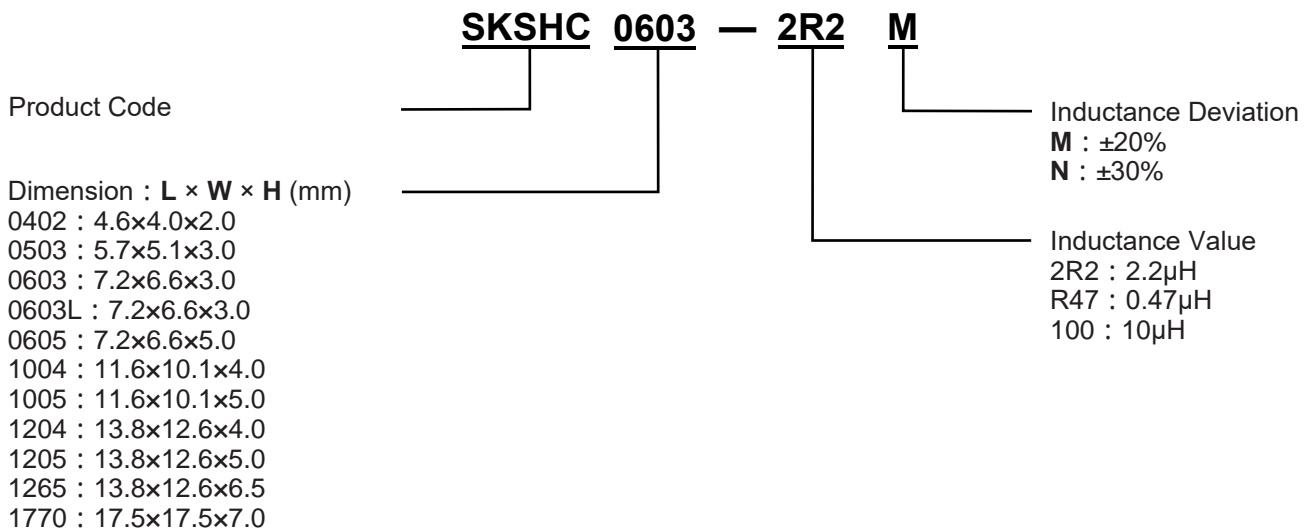 SKSHC 0603 — 2R2 M
Product Code
Dimension：L × W × H (mm)
0402：4.6×4.0×2.0
0503：5.7×5.1×3.0
0603：7.2×6.6×3.0
0603L：7.2×6.6×3.0
0605：7.2×6.6×5.0
1004：11.6×10.1×4.0
1005：11.6×10.1×5.0
1204：13.8×12.6×4.0
1205：13.8×12.6×5.0
1265：13.8×12.6×6.5
1770：17.5×17.5×7.0
Inductance Deviation
M：±20%
N：±30%
Inductance Value
2R2：2.2μH
R47：0.47μH
100：10μH